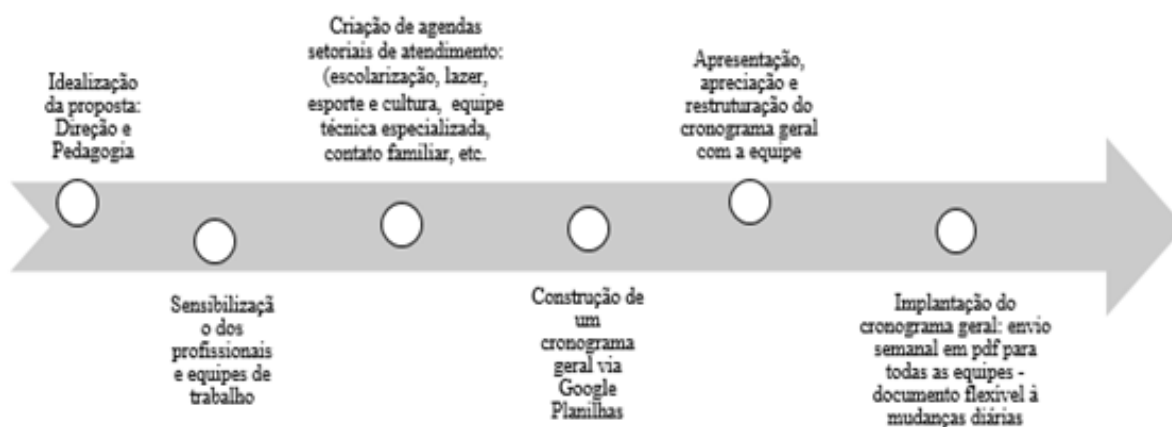 Idealização
da proposta:
Direção e
Pedagogia
Sensibilizaçã
o dos
profissionais
e equipes de
trabalho
Criação de agendas
setoriais de atendimento:
(escolarização, lazer,
esporte e cultura, equipe
técnica especializada,
contato familiar, etc.
Construção de
um
cronograma
geral via
Google
Planilhas
Apresentação,
apreciação e
restruturação do
cronograma geral
com a equipe
Implantação do
cronograma geral: envio
semanal em pdf para
todas as equipes -
documento flexível à
mudanças diárias